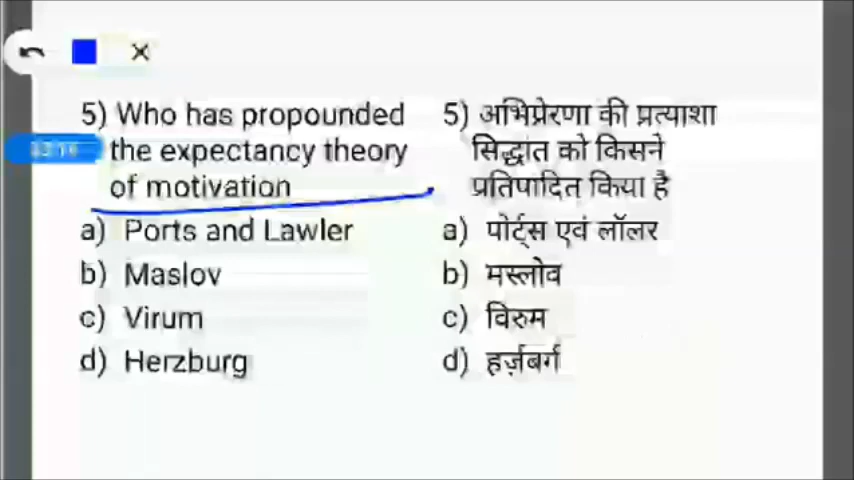 5) Who has propounded
the expectancy theory
of motivation
a) Ports and Lawler
b) Maslov
c) Virum
d) Herzburg
5) अभिप्रेरणा की प्रत्याशा
सिद्धांत को किसने
प्रतिपादित किया है
a) पोर्ट्स एवं लॉलर
b) मस्लोव
c) विरुम
d) हर्ज़बर्ग